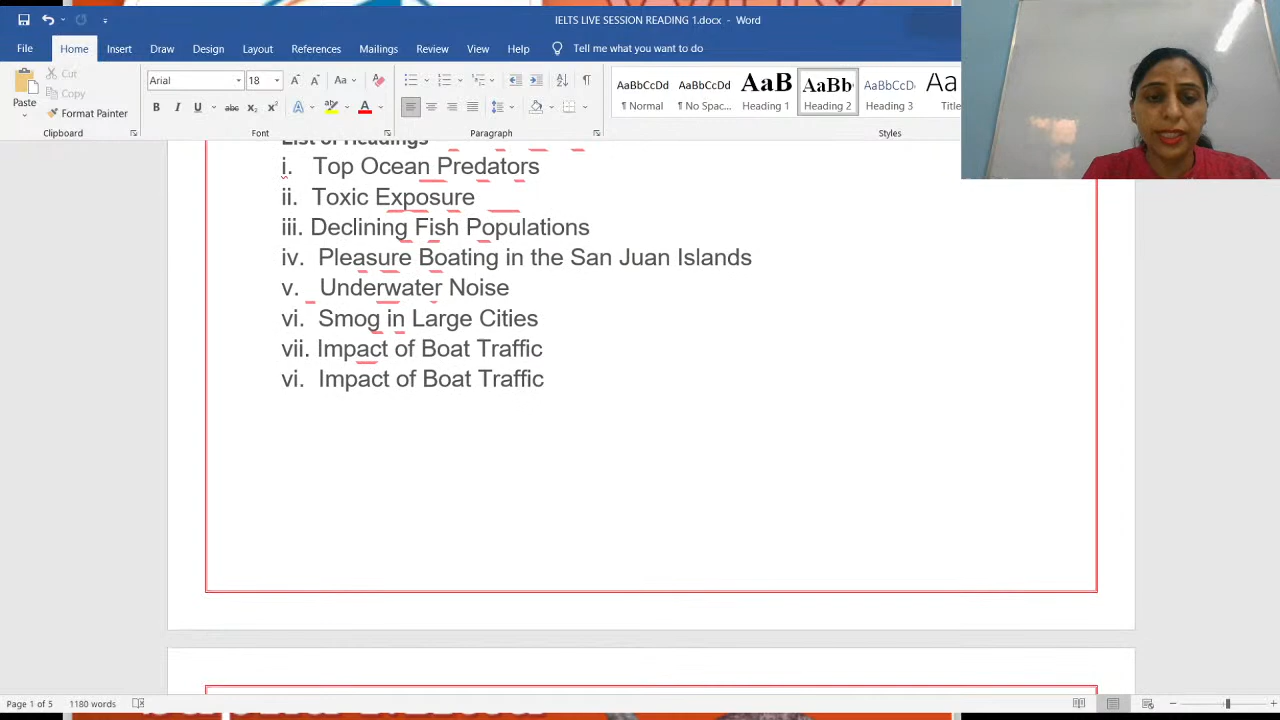 IELTS LIVE SESSION READING 1.docx - Word
File Home Insert Draw Design Layout References Mailings Review View Help Tell me what you want to do
Paste
Cut
Copy
Format Painter
Clipboard
Arial 18
Font
Paragraph
AaBbCcDd AaBbCcDd AaB AaBb AaBbCcD AaB
¶ Normal ¶ No Spac... Heading 1 Heading 2 Heading 3 Title
Styles
List of Headings
i. Top Ocean Predators
ii. Toxic Exposure
iii. Declining Fish Populations
iv. Pleasure Boating in the San Juan Islands
v. Underwater Noise
vi. Smog in Large Cities
vii. Impact of Boat Traffic
vi. Impact of Boat Traffic
Page 1 of 5 1180 words